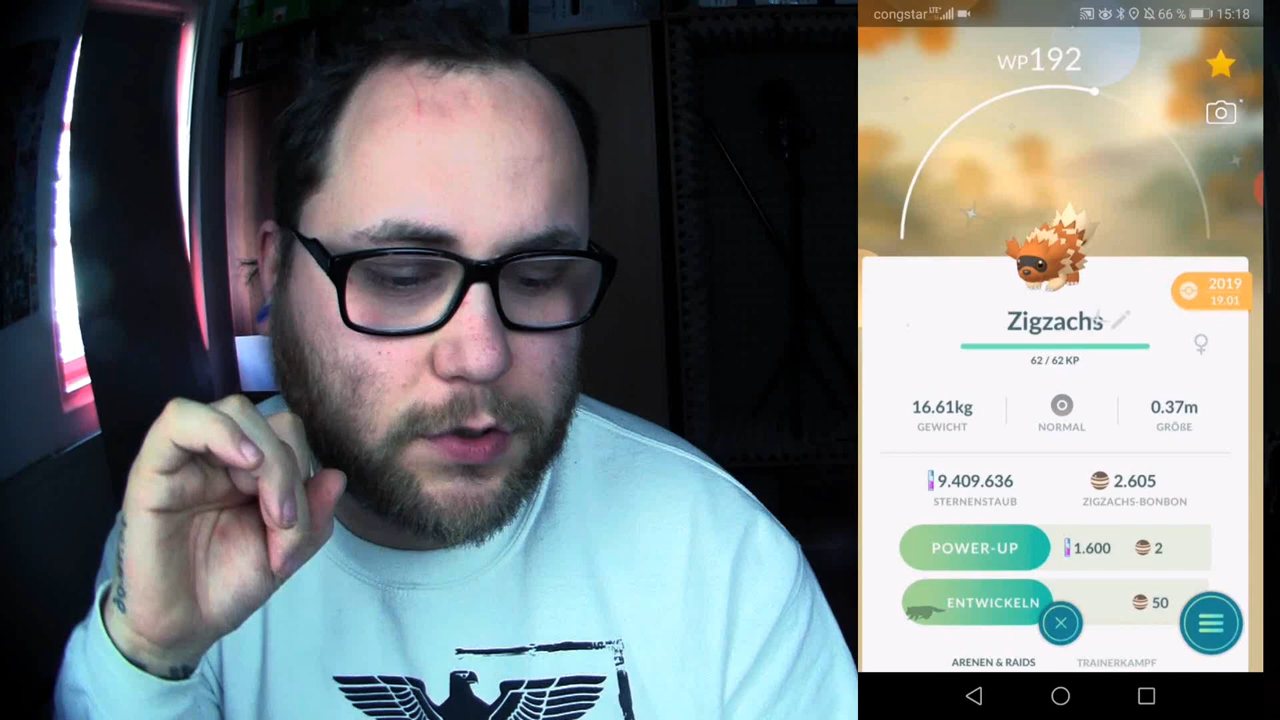 congstar LTE 66 % 15:18
WP192
2019
19.01
Zigzachs
62 / 62 KP
16.61kg
GEWICHT
NORMAL
0.37m
GRÖẞE
9.409.636
STERNENSTAUB
2.605
ZIGZACHS-BONBON
POWER-UP
1.600
2
ENTWICKELN
50
ARENEN & RAIDS
TRAINERKAMPF